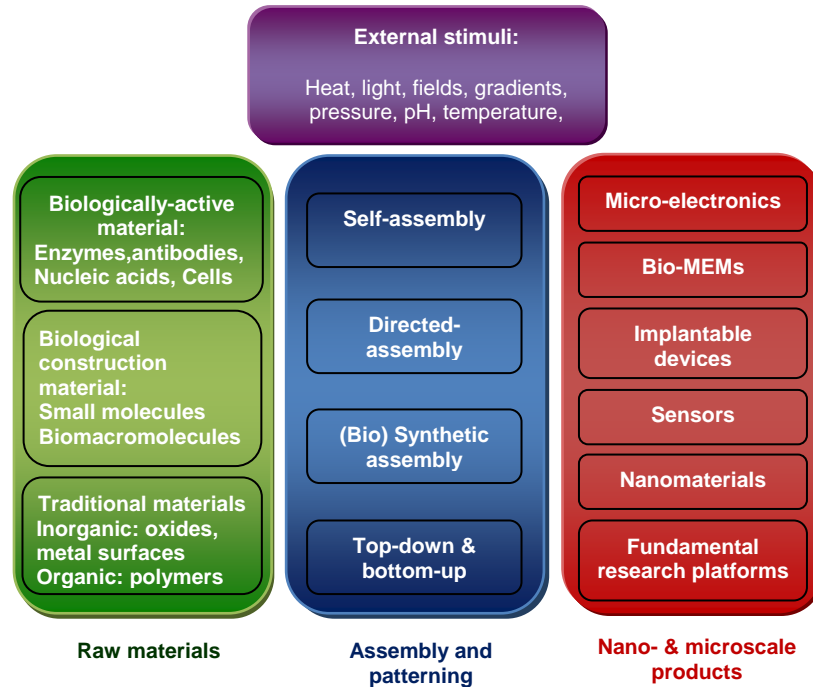 External stimuli:
Heat, light, fields, gradients,
pressure, pH, temperature,
Biologically-active
material:
Enzymes,antibodies,
Nucleic acids, Cells
Biological
construction
material:
Small molecules
Biomacromolecules
Traditional materials
Inorganic: oxides,
metal surfaces
Organic: polymers
Raw materials
Self-assembly
Directed-
assembly
(Bio) Synthetic
assembly
Top-down &
bottom-up
Assembly and
patterning
Micro-electronics
Bio-MEMs
Implantable
devices
Sensors
Nanomaterials
Fundamental
research platforms
Nano- & microscale
products